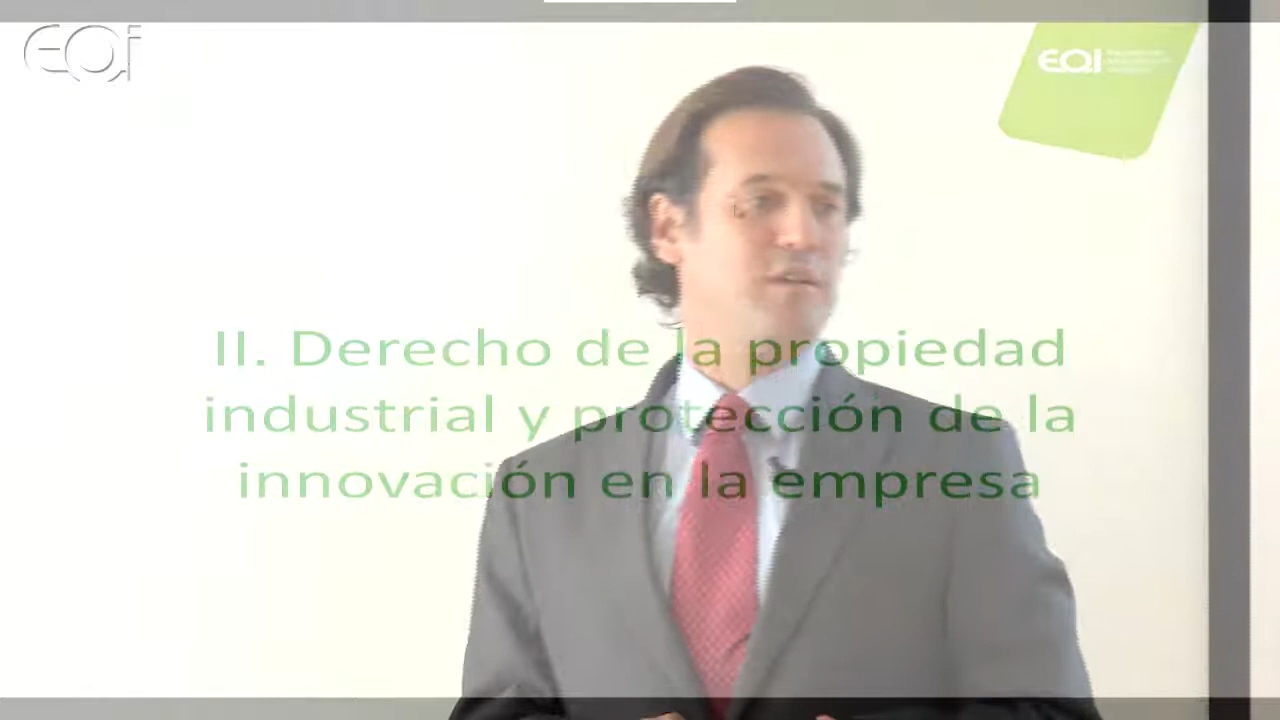 EOI
EOI
II. Derecho de la propiedad
industrial y protección de la
innovación en la empresa